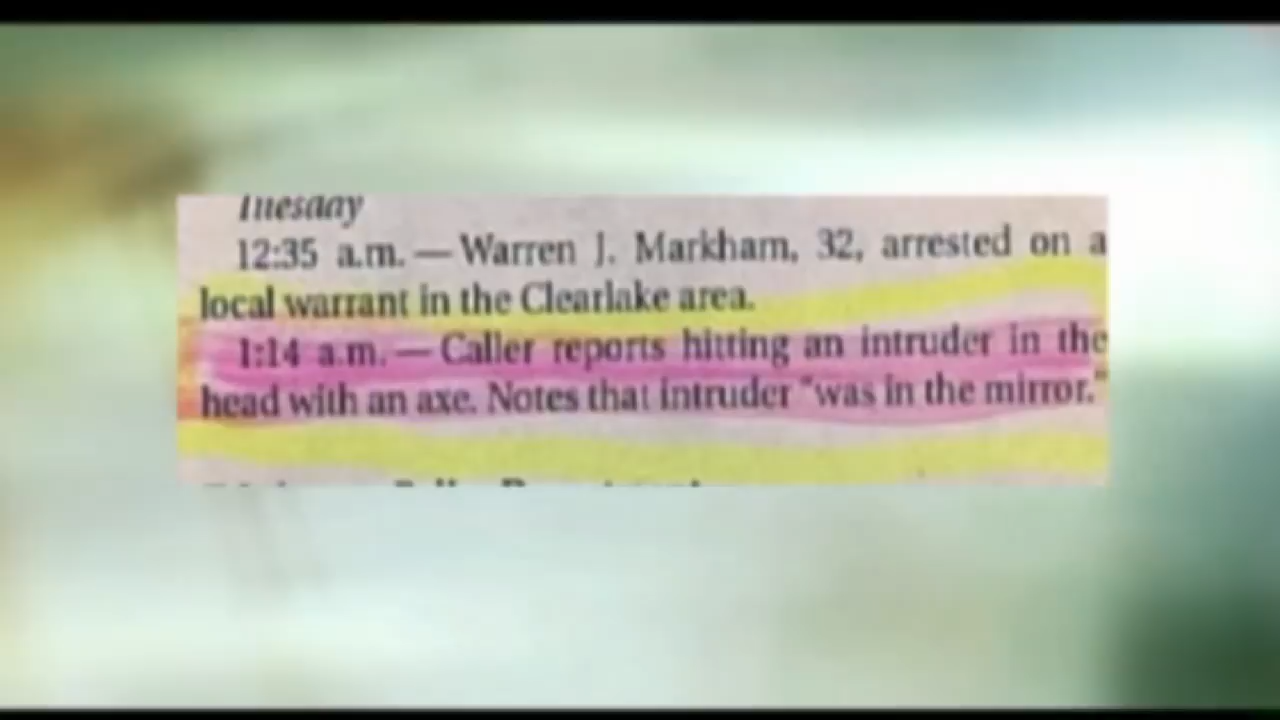 Tuesday
12:35 a.m. — Warren J. Markham, 32, arrested on a
local warrant in the Clearlake area.
1:14 a.m. — Caller reports hitting an intruder in the
head with an axe. Notes that intruder "was in the mirror."